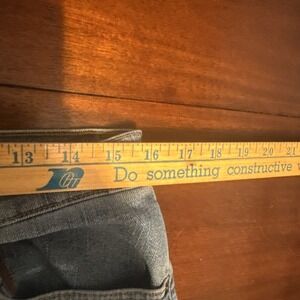 13 14 15 16 17 18 19 20 21
Do something constructive